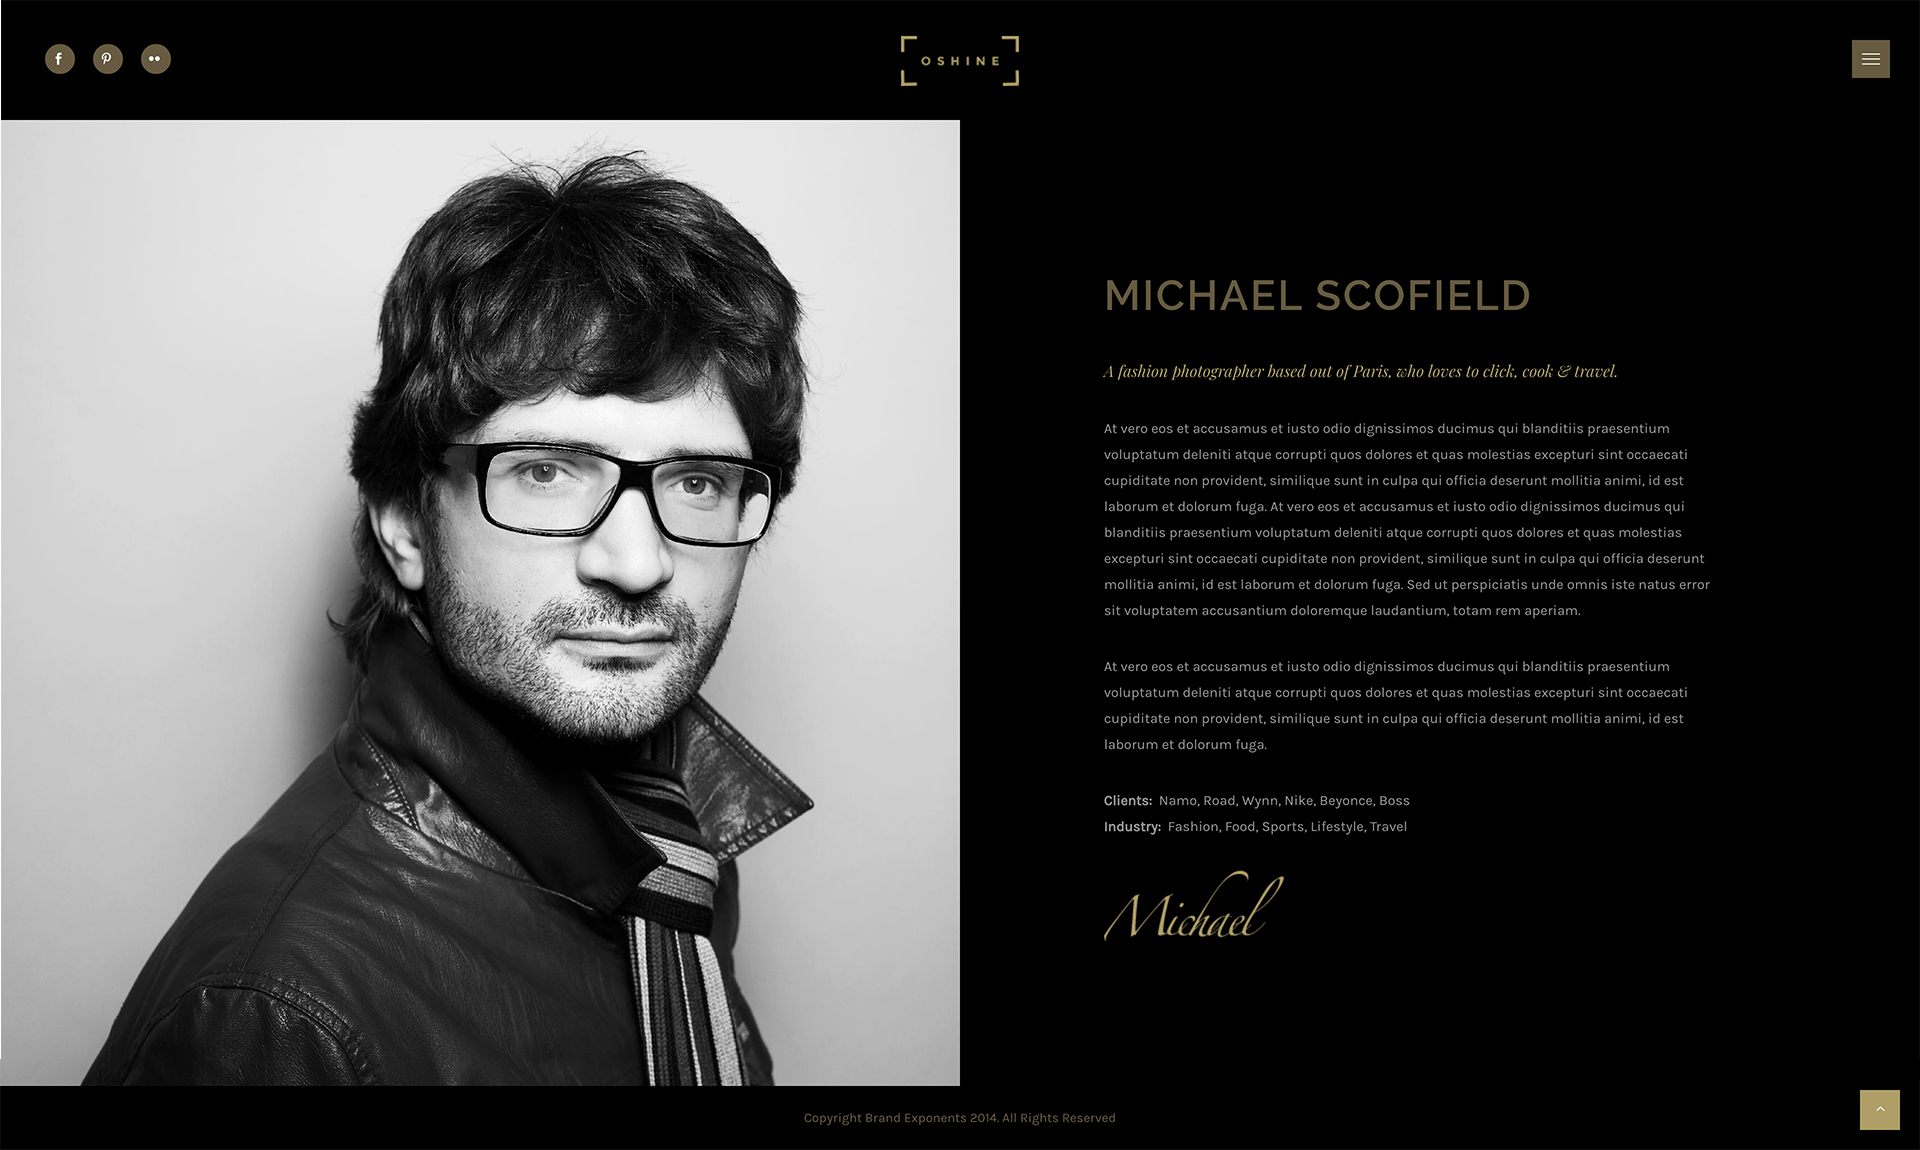 OSHINE
MICHAEL SCOFIELD
A fashion photographer based out of Paris, who loves to click, cook & travel.
At vero eos et accusamus et iusto odio dignissimos ducimus qui blanditiis praesentium
voluptatum deleniti atque corrupti quos dolores et quas molestias excepturi sint occaecati
cupiditate non provident, similique sunt in culpa qui officia deserunt mollitia animi, id est
laborum et dolorum fuga. At vero eos et accusamus et iusto odio dignissimos ducimus qui
blanditiis praesentium voluptatum deleniti atque corrupti quos dolores et quas molestias
excepturi sint occaecati cupiditate non provident, similique sunt in culpa qui officia deserunt
mollitia animi, id est laborum et dolorum fuga. Sed ut perspiciatis unde omnis iste natus error
sit voluptatem accusantium doloremque laudantium, totam rem aperiam.
At vero eos et accusamus et iusto odio dignissimos ducimus qui blanditiis praesentium
voluptatum deleniti atque corrupti quos dolores et quas molestias excepturi sint occaecati
cupiditate non provident, similique sunt in culpa qui officia deserunt mollitia animi, id est
laborum et dolorum fuga.
Clients: Namo, Road, Wynn, Nike, Beyonce, Boss
Industry: Fashion, Food, Sports, Lifestyle, Travel
Michael
Copyright Brand Exponents 2014. All Rights Reserved